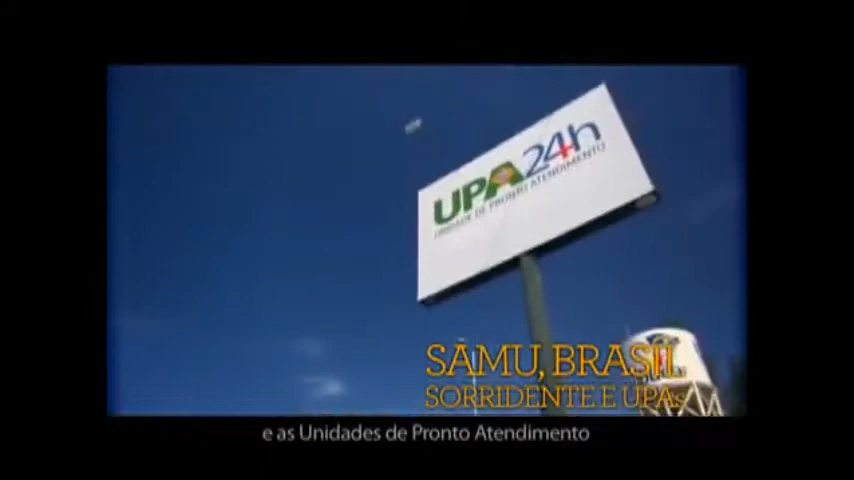 UPA24h
UNIDADE DE PRONTO ATENDIMENTO
SAMU, BRASIL
SORRIDENTE E UPAs
e as Unidades de Pronto Atendimento